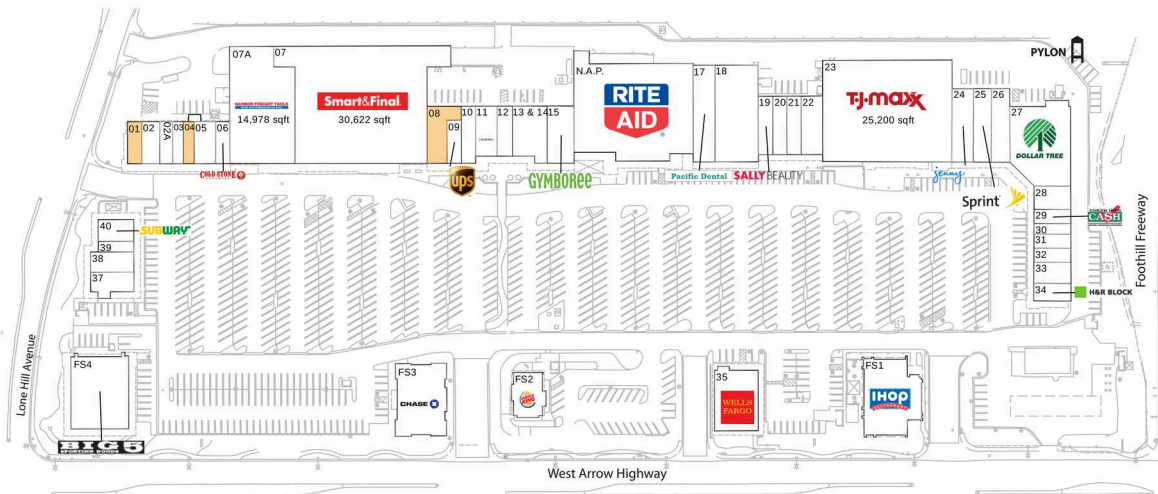 PYLON
07A
07
HARBOR FREIGHT TOOLS
14,978 sqft
Smart&Final.
30,622 sqft
N.A.P.
RITE
AID
17
18
23
T·J·maxx
25,200 sqft
24
25
26
27
DOLLAR TREE
01
02
02A
03
04
05
06
08
09
10
11
12
13 & 14
15
19
20
21
22
COLD STONE
ups
GYMBOREE
Pacific Dental
SALLY BEAUTY
jenny
Sprint
28
29
CASH
30
31
32
33
34
H&R BLOCK
Foothill Freeway
40
SUBWAY
39
38
37
Lone Hill Avenue
FS4
BIG 5
SPORTING GOODS
FS3
CHASE
FS2
BURGER
KING
35
WELLS
FARGO
FS1
IHOP
RESTAURANT
West Arrow Highway